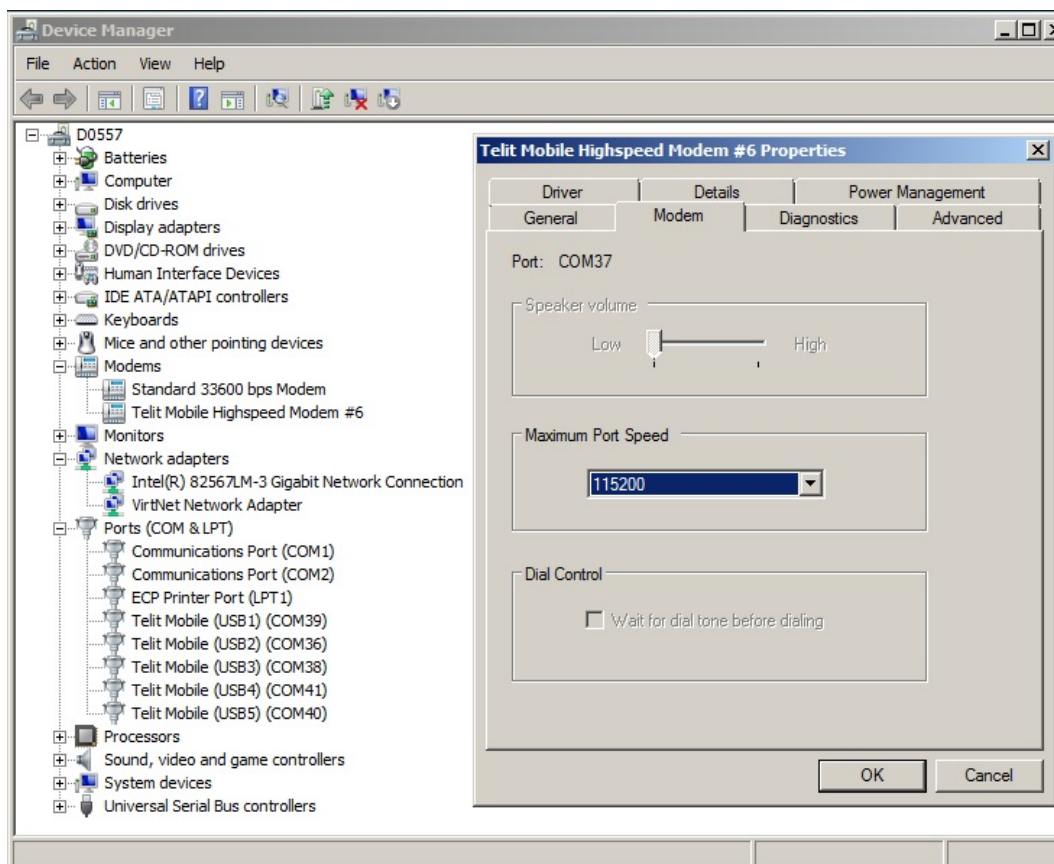 Device Manager
File Action View Help
D0557
Batteries
Computer
Disk drives
Display adapters
DVD/CD-ROM drives
Human Interface Devices
IDE ATA/ATAPI controllers
Keyboards
Mice and other pointing devices
Modems
Standard 33600 bps Modem
Telit Mobile Highspeed Modem #6
Monitors
Network adapters
Intel(R) 82567LM-3 Gigabit Network Connection
VirtNet Network Adapter
Ports (COM & LPT)
Communications Port (COM1)
Communications Port (COM2)
ECP Printer Port (LPT1)
Telit Mobile (USB1) (COM39)
Telit Mobile (USB2) (COM36)
Telit Mobile (USB3) (COM38)
Telit Mobile (USB4) (COM41)
Telit Mobile (USB5) (COM40)
Processors
Sound, video and game controllers
System devices
Universal Serial Bus controllers
Telit Mobile Highspeed Modem #6 Properties
Driver Details Power Management
General Modem Diagnostics Advanced
Port: COM37
Speaker volume
Low High
Maximum Port Speed
115200
Dial Control
Wait for dial tone before dialing
OK Cancel